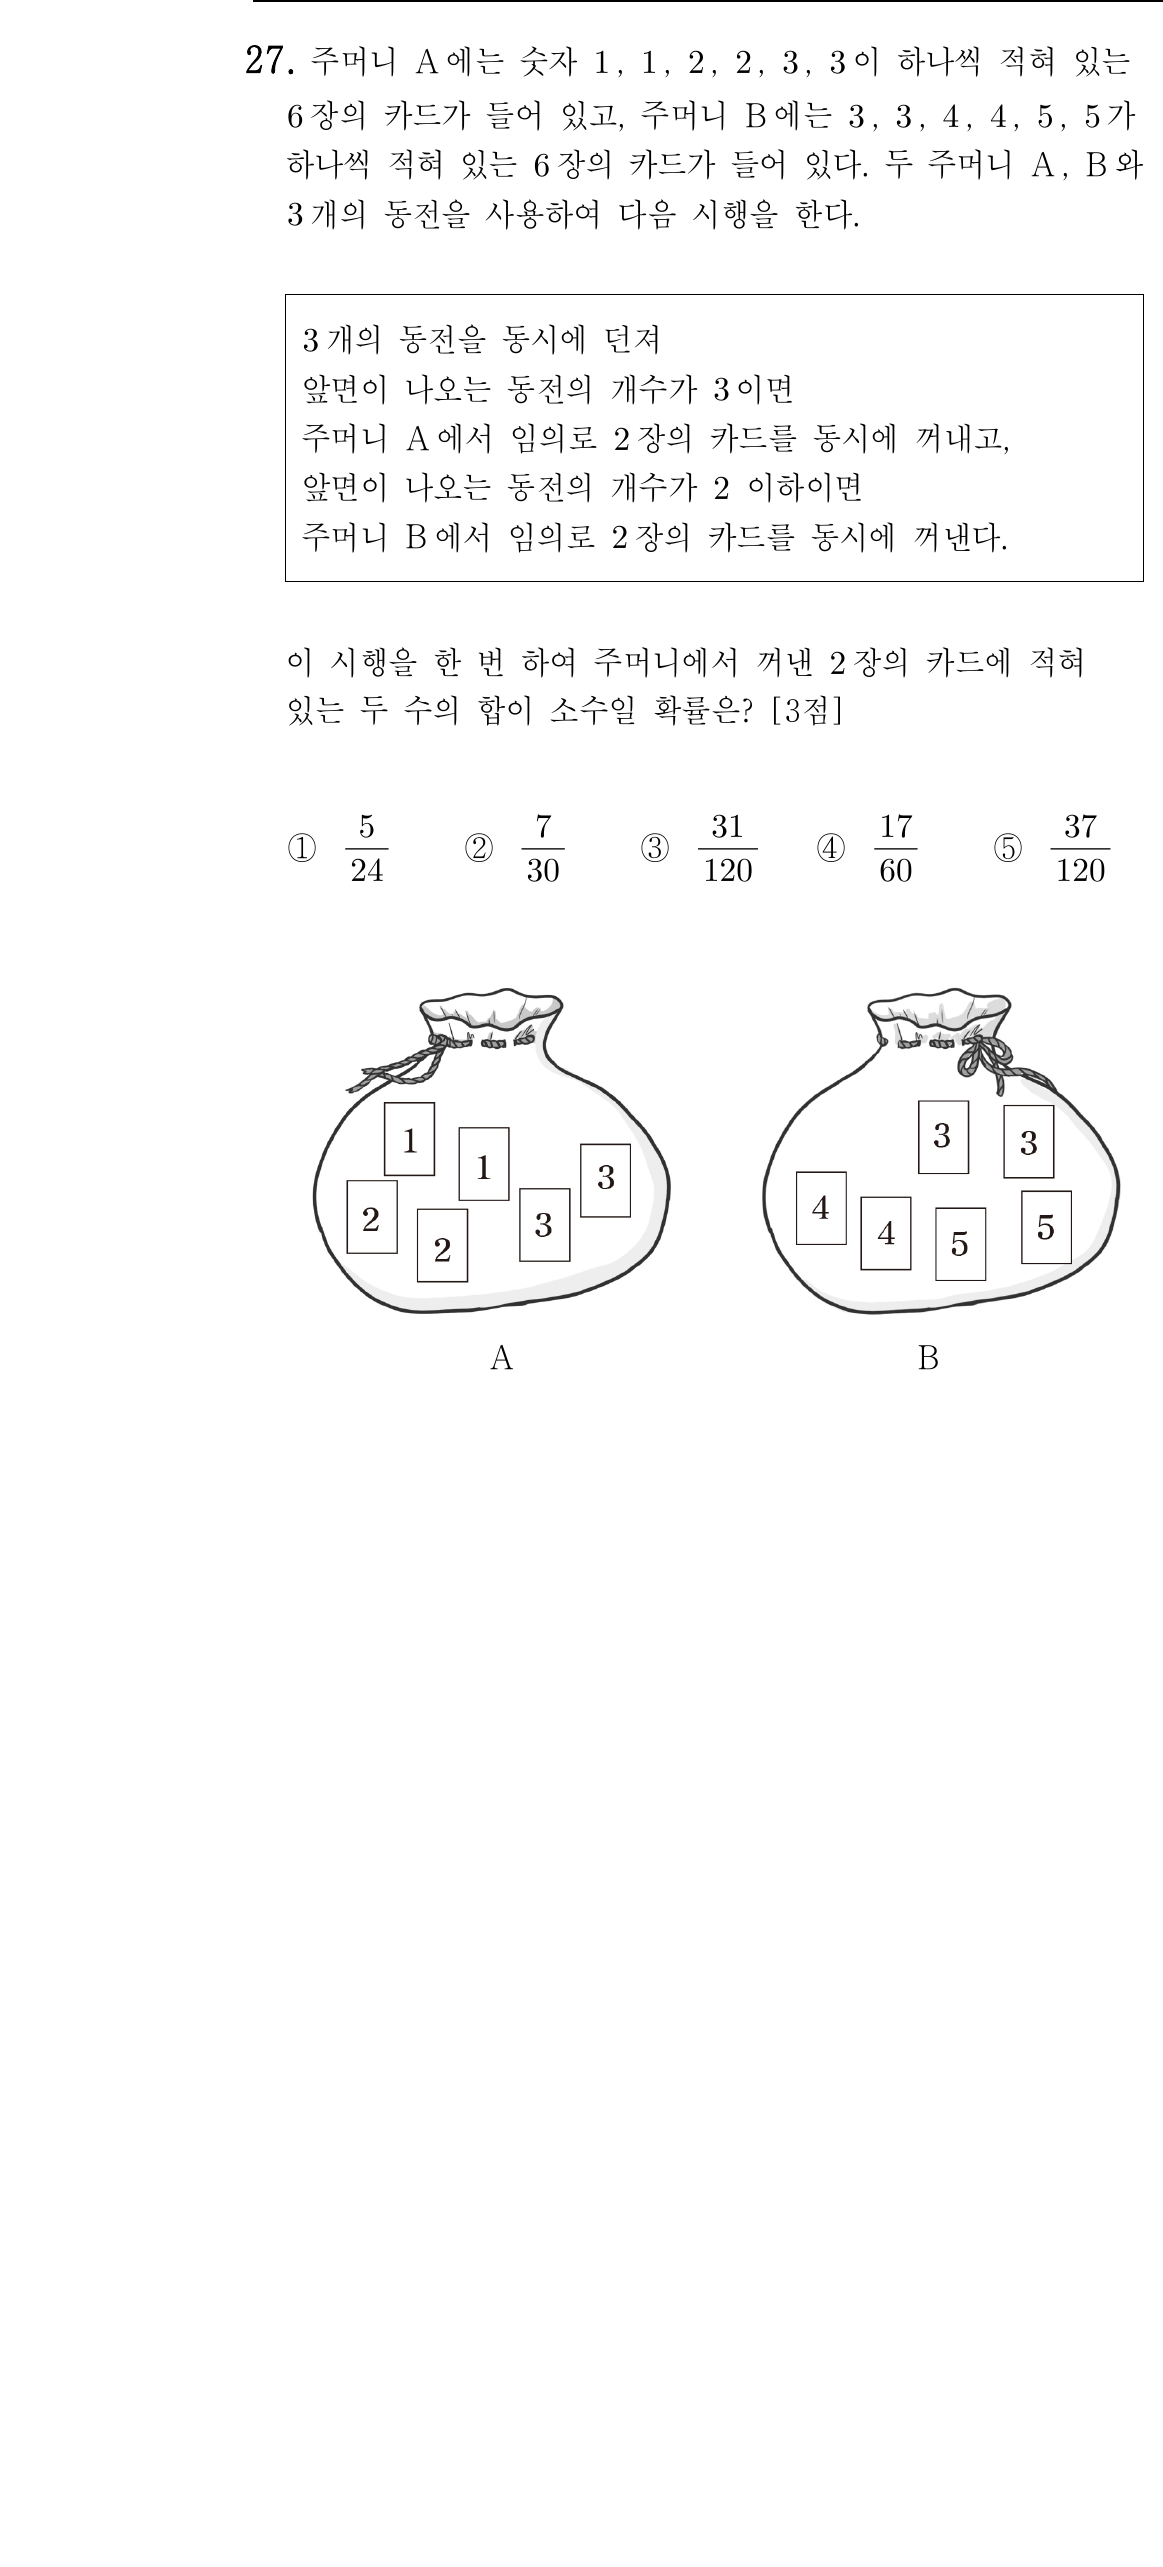 27. 주머니 A에는 숫자 1, 1, 2, 2, 3, 3이 하나씩 적혀 있는
6장의 카드가 들어 있고, 주머니 B에는 3, 3, 4, 4, 5, 5가
하나씩 적혀 있는 6장의 카드가 들어 있다. 두 주머니 A, B와
3개의 동전을 사용하여 다음 시행을 한다.
3개의 동전을 동시에 던져
앞면이 나오는 동전의 개수가 3이면
주머니 A에서 임의로 2장의 카드를 동시에 꺼내고,
앞면이 나오는 동전의 개수가 2 이하이면
주머니 B에서 임의로 2장의 카드를 동시에 꺼낸다.
이 시행을 한 번 하여 주머니에서 꺼낸 2장의 카드에 적혀
있는 두 수의 합이 소수일 확률은? [3점]
① 5/24 ② 7/30 ③ 31/120 ④ 17/60 ⑤ 37/120
1 1 3
2 2 3
3 3
4 4 5 5
A B